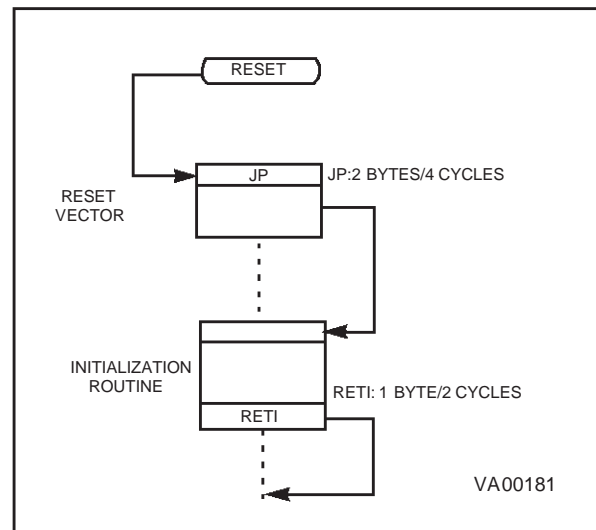 RESET
JP
JP:2 BYTES/4 CYCLES
RESET
VECTOR
INITIALIZATION
ROUTINE
RETI: 1 BYTE/2 CYCLES
RETI
VA00181